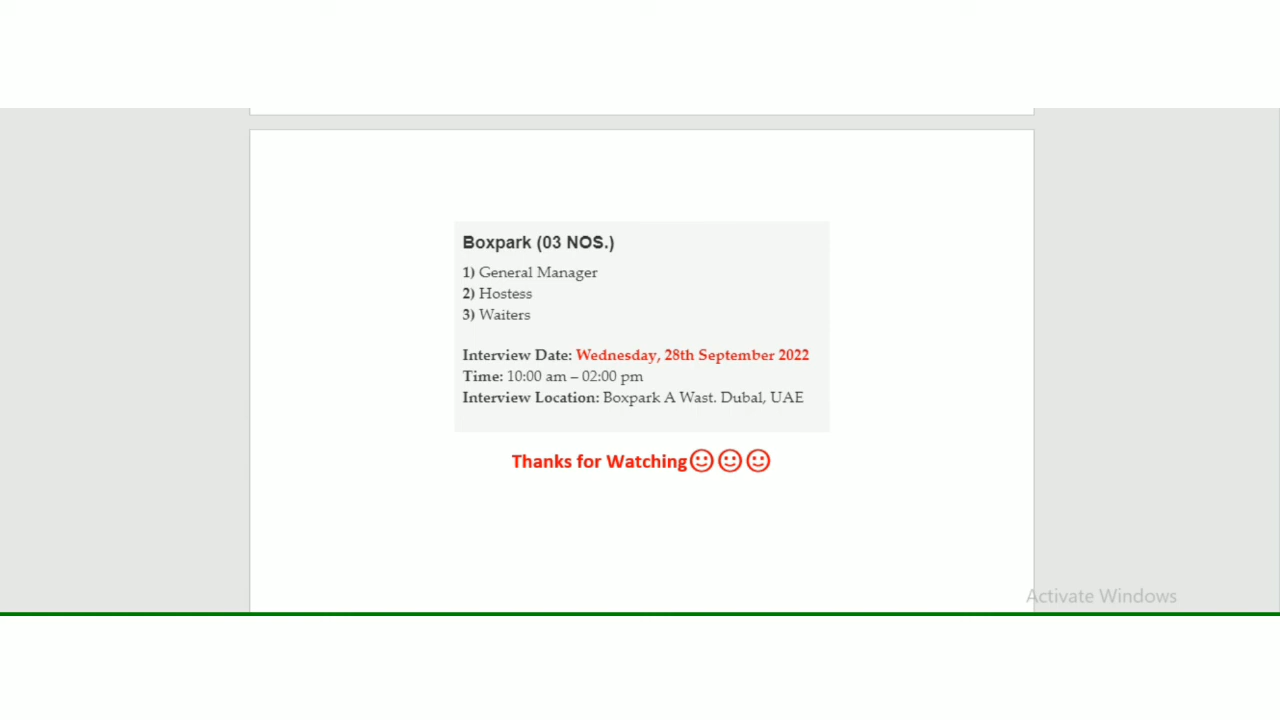 Boxpark (03 NOS.)
1) General Manager
2) Hostess
3) Waiters
Interview Date: Wednesday, 28th September 2022
Time: 10:00 am – 02:00 pm
Interview Location: Boxpark A Wast. Dubal, UAE
Thanks for Watching☺☺☺
Activate Windows